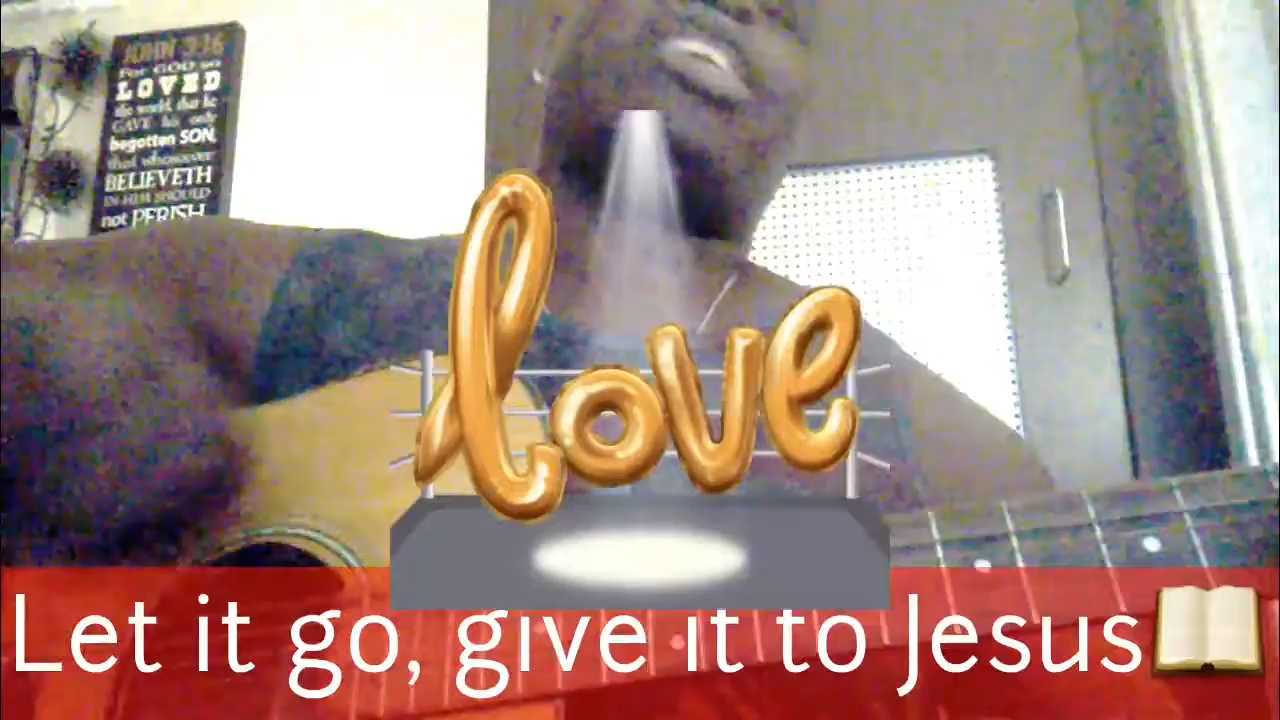 JOHN 3:16
for GOD so
LOVED
the world, that he
GAVE his only
begotten SON,
that whosoever
BELIEVETH
IN HIM SHOULD
not PERISH
love
Let it go, give it to Jesus